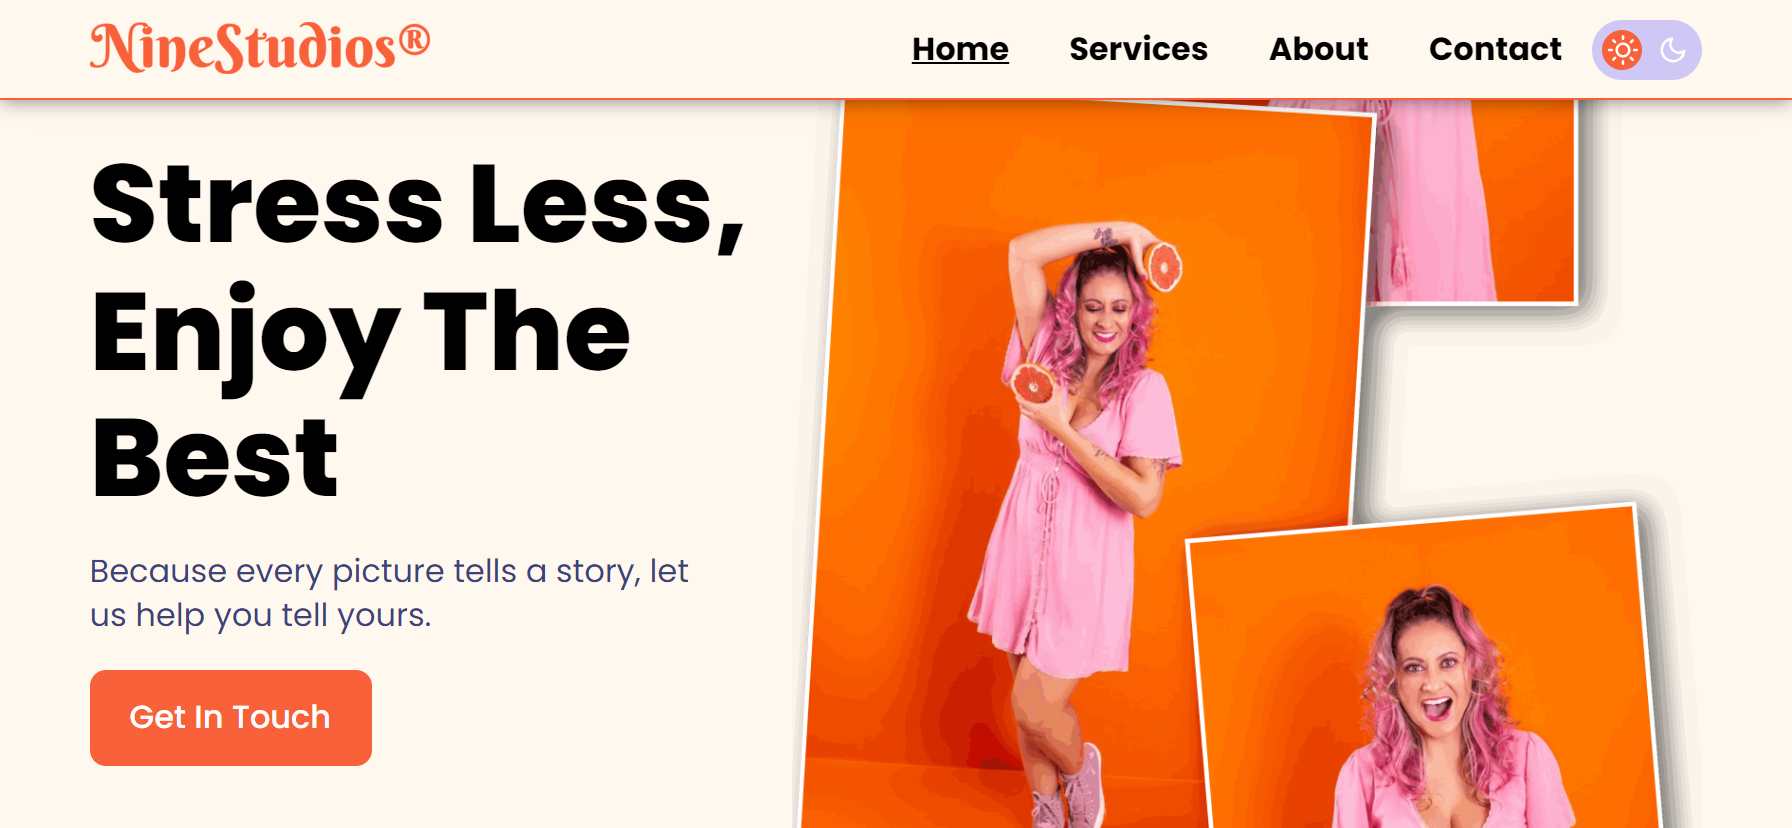 NineStudios®
Home Services About Contact
Stress Less,
Enjoy The
Best
Because every picture tells a story, let
us help you tell yours.
Get In Touch